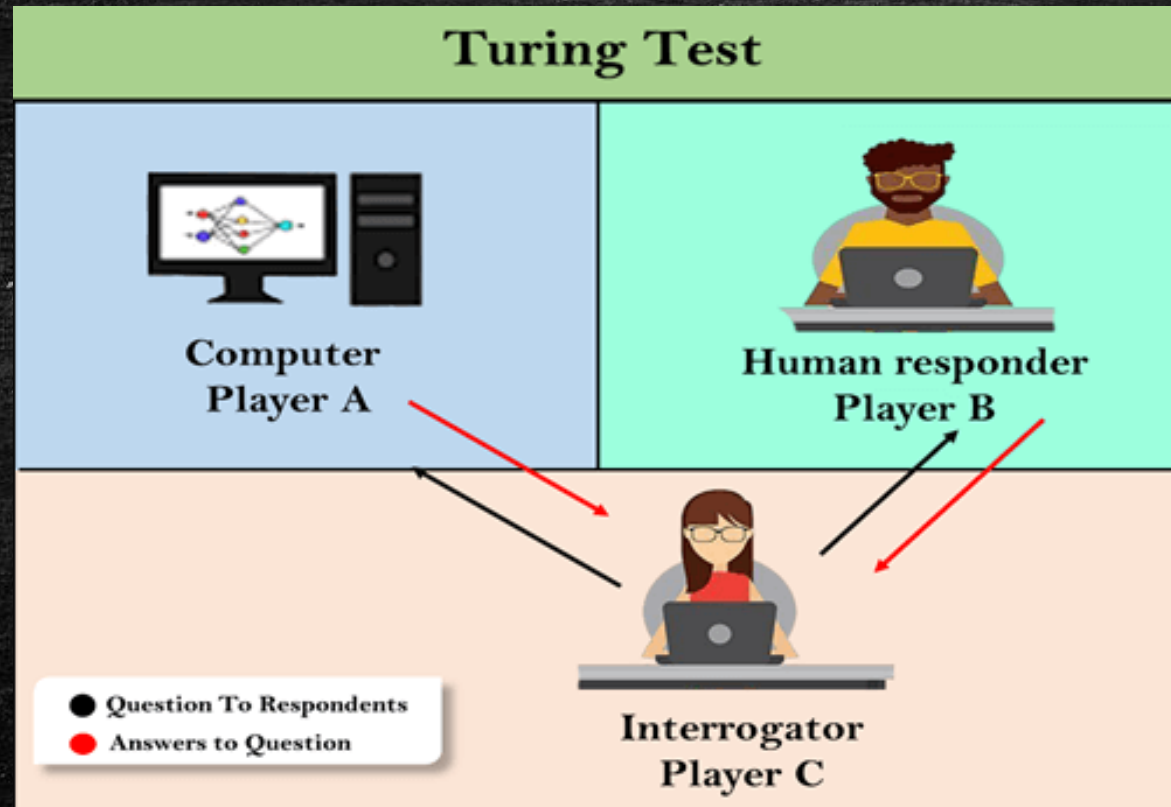 Turing Test
Computer
Player A
Human responder
Player B
Interrogator
Player C
Question To Respondents
Answers to Question